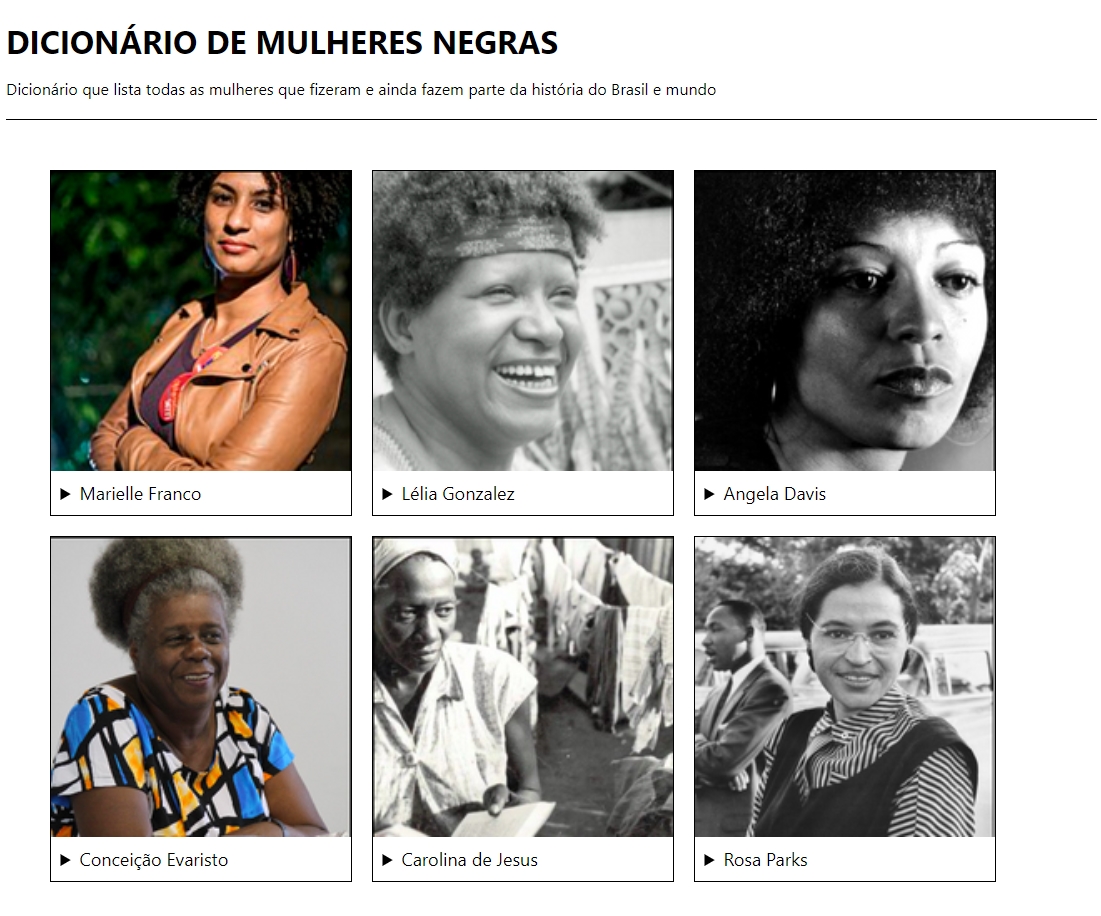 DICIONÁRIO DE MULHERES NEGRAS
Dicionário que lista todas as mulheres que fizeram e ainda fazem parte da história do Brasil e mundo
Marielle Franco
Lélia Gonzalez
Angela Davis
Conceição Evaristo
Carolina de Jesus
Rosa Parks